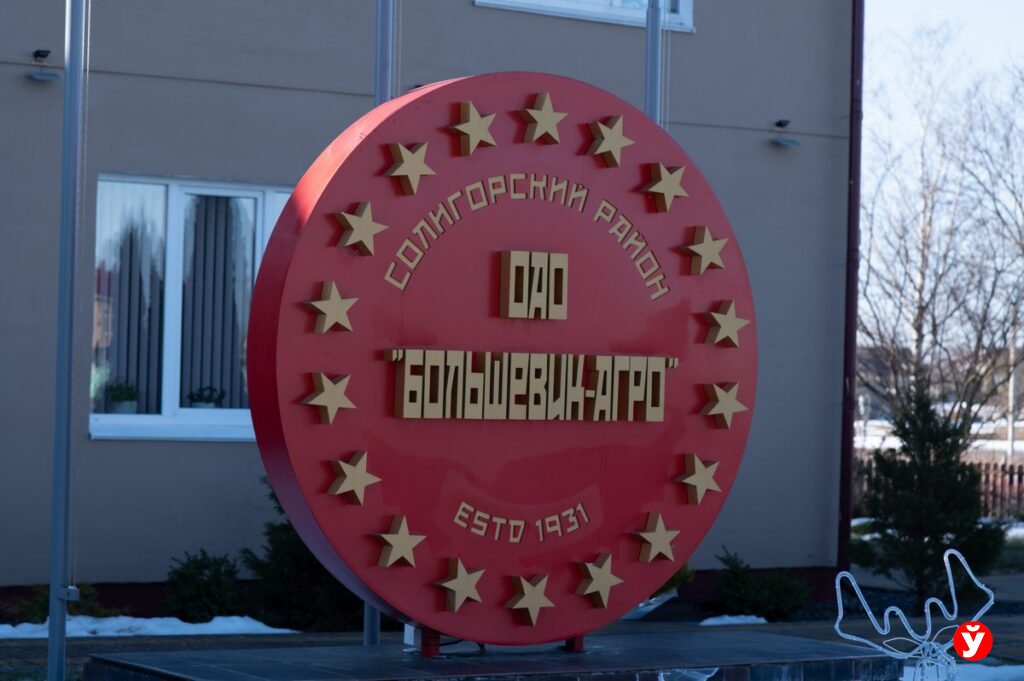 СОЛИГОРСКИЙ РАЙОН
ОАО
"БОЛЬШЕВИК-АГРО"
ESTD 1931
Ў